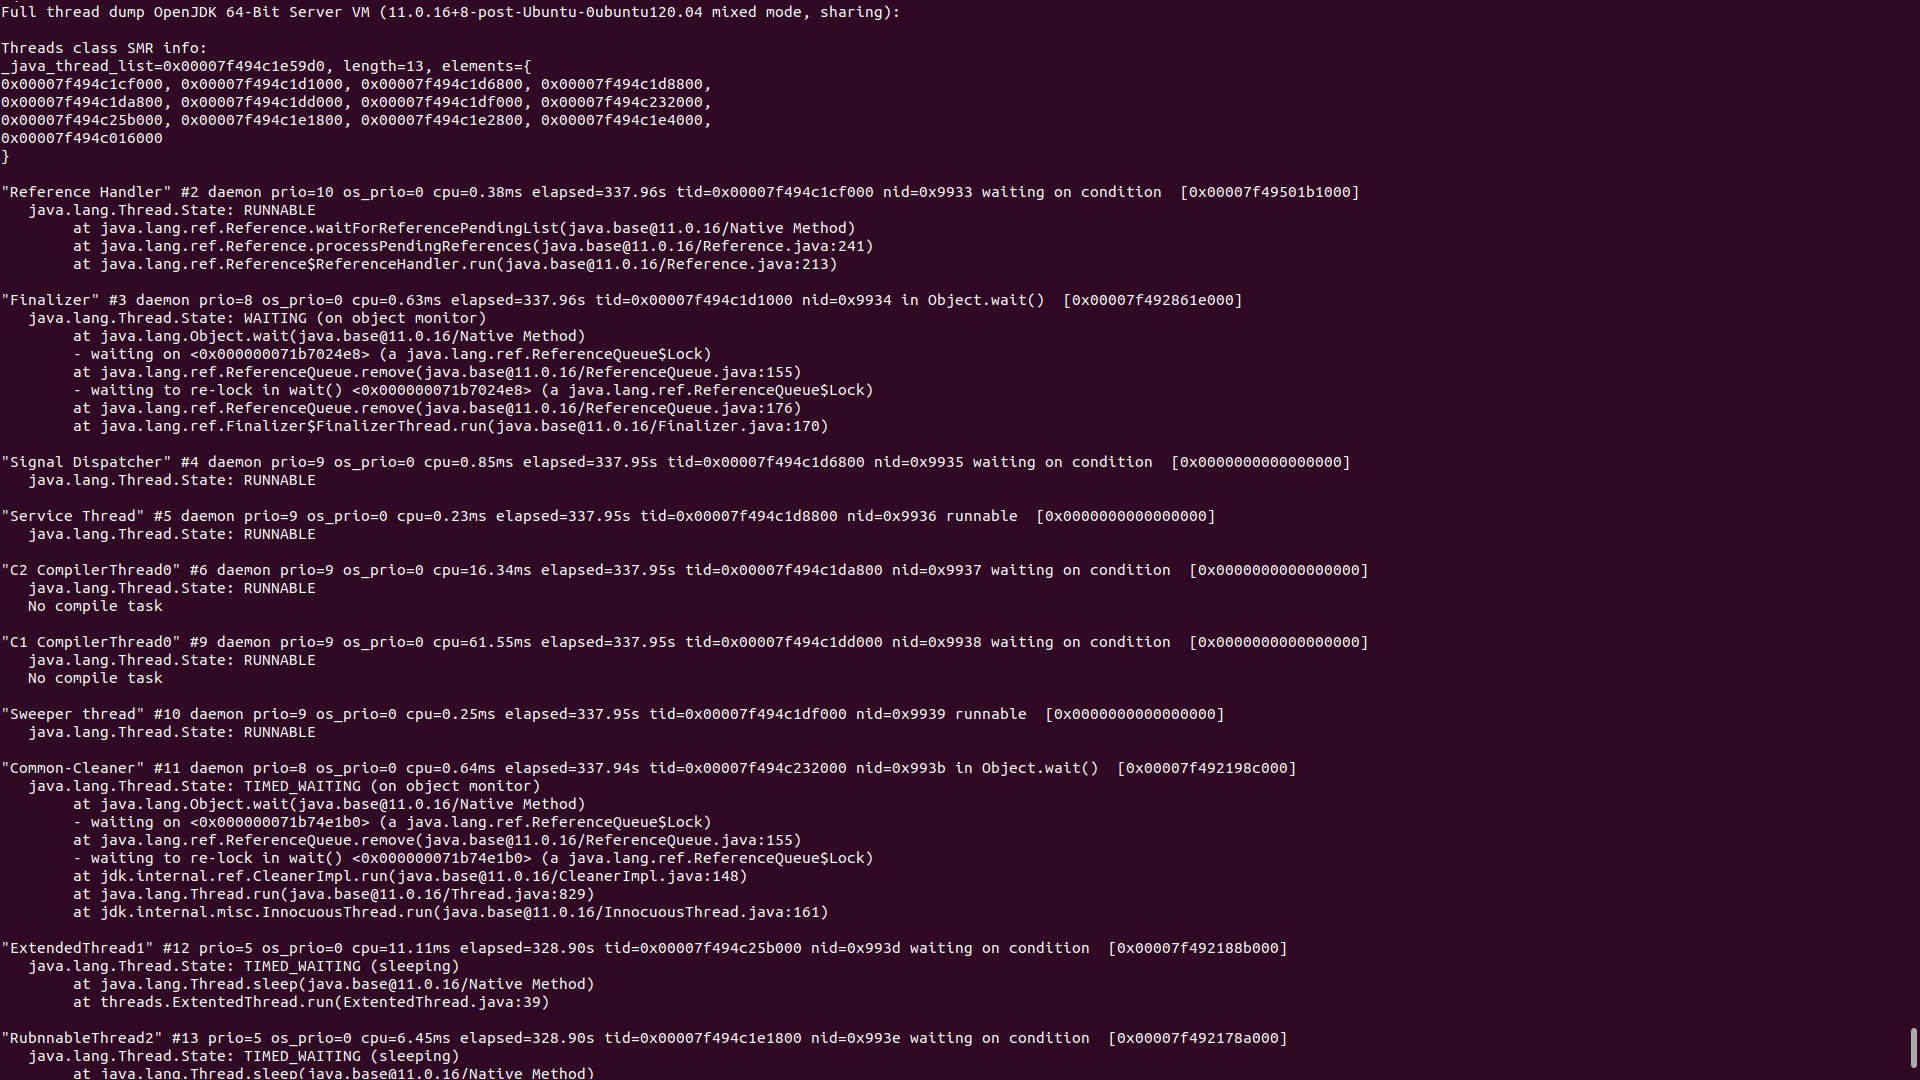 Full thread dump OpenJDK 64-Bit Server VM (11.0.16+8-post-Ubuntu-0ubuntu120.04 mixed mode, sharing):
Threads class SMR info:
_java_thread_list=0x00007f494c1e59d0, length=13, elements={
0x00007f494c1cf000, 0x00007f494c1d1000, 0x00007f494c1d6800, 0x00007f494c1d8800,
0x00007f494c1da800, 0x00007f494c1dd000, 0x00007f494c1df000, 0x00007f494c232000,
0x00007f494c25b000, 0x00007f494c1e1800, 0x00007f494c1e2800, 0x00007f494c1e4000,
0x00007f494c016000
}
"Reference Handler" #2 daemon prio=10 os_prio=0 cpu=0.38ms elapsed=337.96s tid=0x00007f494c1cf000 nid=0x9933 waiting on condition  [0x00007f49501b1000]
   java.lang.Thread.State: RUNNABLE
        at java.lang.ref.Reference.waitForReferencePendingList(java.base@11.0.16/Native Method)
        at java.lang.ref.Reference.processPendingReferences(java.base@11.0.16/Reference.java:241)
        at java.lang.ref.Reference$ReferenceHandler.run(java.base@11.0.16/Reference.java:213)
"Finalizer" #3 daemon prio=8 os_prio=0 cpu=0.63ms elapsed=337.96s tid=0x00007f494c1d1000 nid=0x9934 in Object.wait()  [0x00007f492861e000]
   java.lang.Thread.State: WAITING (on object monitor)
        at java.lang.Object.wait(java.base@11.0.16/Native Method)
        - waiting on <0x000000071b7024e8> (a java.lang.ref.ReferenceQueue$Lock)
        at java.lang.ref.ReferenceQueue.remove(java.base@11.0.16/ReferenceQueue.java:155)
        - waiting to re-lock in wait() <0x000000071b7024e8> (a java.lang.ref.ReferenceQueue$Lock)
        at java.lang.ref.ReferenceQueue.remove(java.base@11.0.16/ReferenceQueue.java:176)
        at java.lang.ref.Finalizer$FinalizerThread.run(java.base@11.0.16/Finalizer.java:170)
"Signal Dispatcher" #4 daemon prio=9 os_prio=0 cpu=0.85ms elapsed=337.95s tid=0x00007f494c1d6800 nid=0x9935 waiting on condition  [0x0000000000000000]
   java.lang.Thread.State: RUNNABLE
"Service Thread" #5 daemon prio=9 os_prio=0 cpu=0.23ms elapsed=337.95s tid=0x00007f494c1d8800 nid=0x9936 runnable  [0x0000000000000000]
   java.lang.Thread.State: RUNNABLE
"C2 CompilerThread0" #6 daemon prio=9 os_prio=0 cpu=16.34ms elapsed=337.95s tid=0x00007f494c1da800 nid=0x9937 waiting on condition  [0x0000000000000000]
   java.lang.Thread.State: RUNNABLE
   No compile task
"C1 CompilerThread0" #9 daemon prio=9 os_prio=0 cpu=61.55ms elapsed=337.95s tid=0x00007f494c1dd000 nid=0x9938 waiting on condition  [0x0000000000000000]
   java.lang.Thread.State: RUNNABLE
   No compile task
"Sweeper thread" #10 daemon prio=9 os_prio=0 cpu=0.25ms elapsed=337.95s tid=0x00007f494c1df000 nid=0x9939 runnable  [0x0000000000000000]
   java.lang.Thread.State: RUNNABLE
"Common-Cleaner" #11 daemon prio=8 os_prio=0 cpu=0.64ms elapsed=337.94s tid=0x00007f494c232000 nid=0x993b in Object.wait()  [0x00007f492198c000]
   java.lang.Thread.State: TIMED_WAITING (on object monitor)
        at java.lang.Object.wait(java.base@11.0.16/Native Method)
        - waiting on <0x000000071b74e1b0> (a java.lang.ref.ReferenceQueue$Lock)
        at java.lang.ref.ReferenceQueue.remove(java.base@11.0.16/ReferenceQueue.java:155)
        - waiting to re-lock in wait() <0x000000071b74e1b0> (a java.lang.ref.ReferenceQueue$Lock)
        at jdk.internal.ref.CleanerImpl.run(java.base@11.0.16/CleanerImpl.java:148)
        at java.lang.Thread.run(java.base@11.0.16/Thread.java:829)
        at jdk.internal.misc.InnocuousThread.run(java.base@11.0.16/InnocuousThread.java:161)
"ExtendedThread1" #12 prio=5 os_prio=0 cpu=11.11ms elapsed=328.90s tid=0x00007f494c25b000 nid=0x993d waiting on condition  [0x00007f492188b000]
   java.lang.Thread.State: TIMED_WAITING (sleeping)
        at java.lang.Thread.sleep(java.base@11.0.16/Native Method)
        at threads.ExtentedThread.run(ExtentedThread.java:39)
"RubnnableThread2" #13 prio=5 os_prio=0 cpu=6.45ms elapsed=328.90s tid=0x00007f494c1e1800 nid=0x993e waiting on condition  [0x00007f492178a000]
   java.lang.Thread.State: TIMED_WAITING (sleeping)
        at java.lang.Thread.sleep(java.base@11.0.16/Native Method)